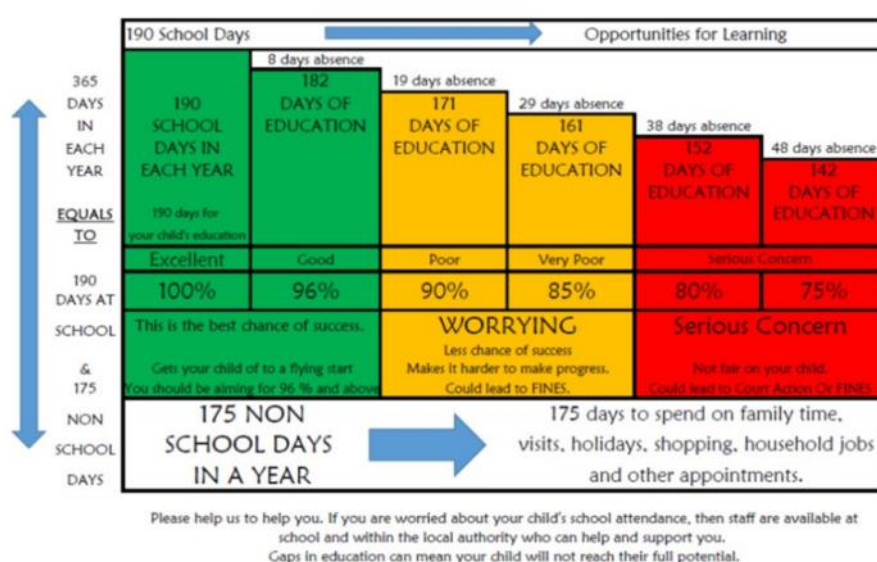 190 School Days Opportunities for Learning
8 days absence
19 days absence
29 days absence
38 days absence
48 days absence
365
DAYS
IN
EACH
YEAR
EQUALS
TO
190
DAYS AT
SCHOOL
&
175
NON
SCHOOL
DAYS
190
SCHOOL
DAYS IN
EACH YEAR
190 days for
your child's education
182
DAYS OF
EDUCATION
171
DAYS OF
EDUCATION
161
DAYS OF
EDUCATION
152
DAYS OF
EDUCATION
142
DAYS OF
EDUCATION
Excellent Good Poor Very Poor Serious Concern
100% 96% 90% 85% 80% 75%
This is the best chance of success.
Gets your child of to a flying start
You should be aiming for 96 % and above
WORRYING
Less chance of success
Makes it harder to make progress.
Could lead to FINES.
Serious Concern
Not fair on your child.
Could lead to Court Action Or FINES
175 NON
SCHOOL DAYS
IN A YEAR
175 days to spend on family time,
visits, holidays, shopping, household jobs
and other appointments.
Please help us to help you. If you are worried about your child's school attendance, then staff are available at
school and within the local authority who can help and support you.
Gaps in education can mean your child will not reach their full potential.